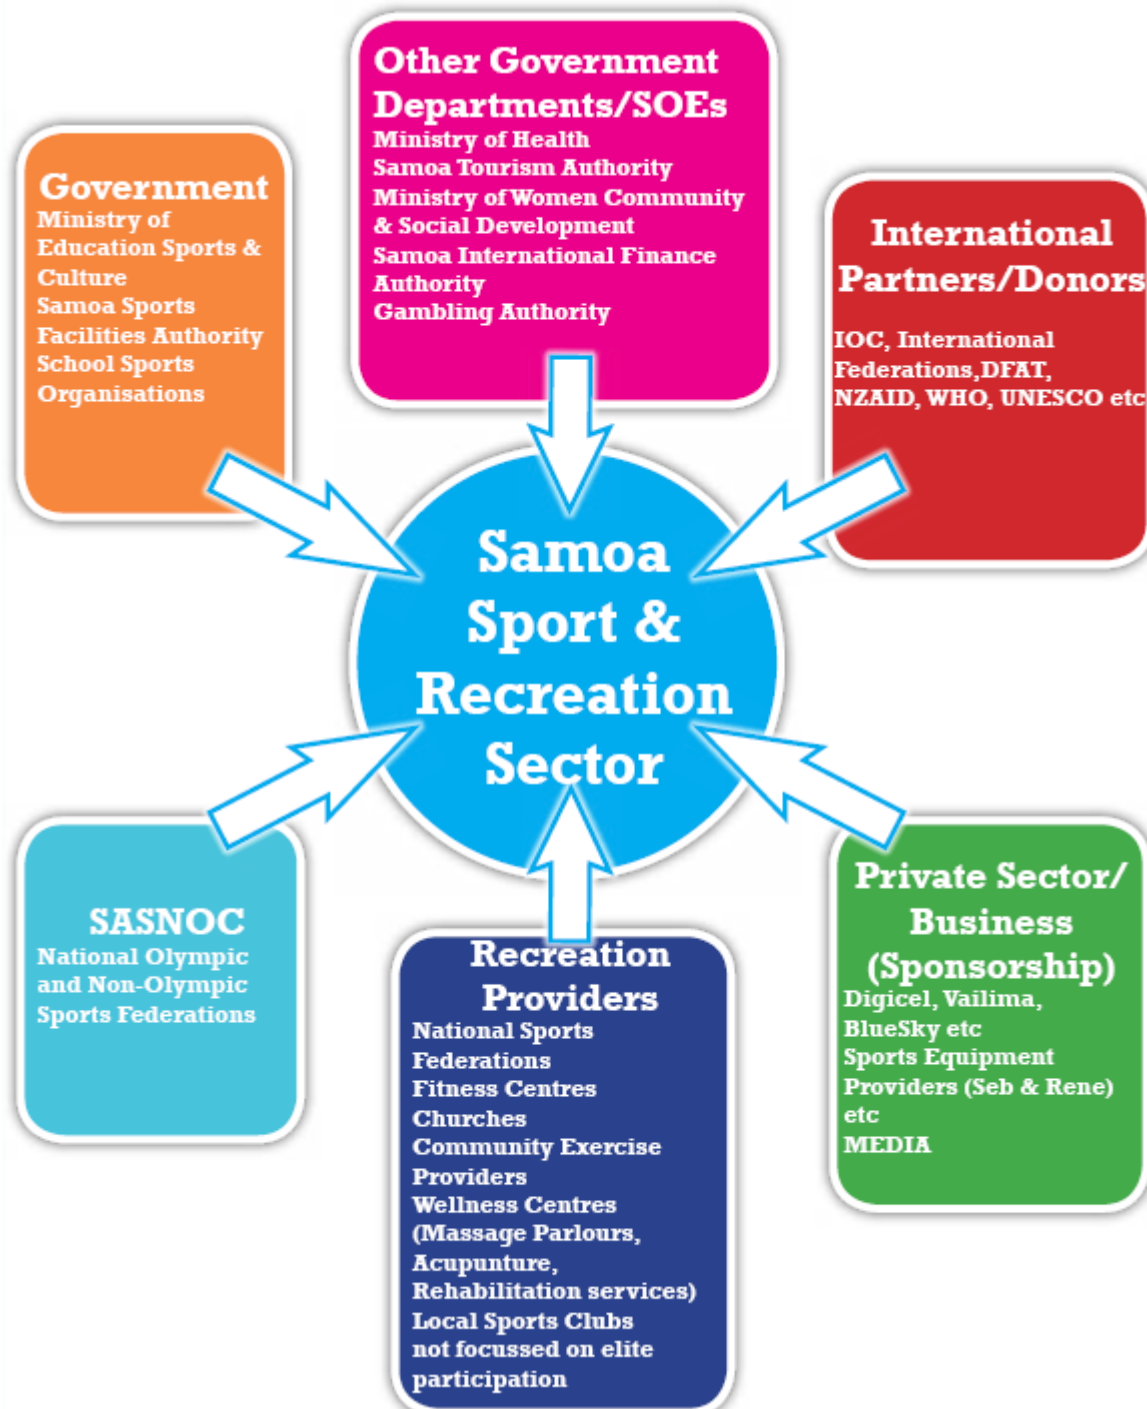 Other Government
Departments/SOEs
Ministry of Health
Samoa Tourism Authority
Ministry of Women Community
& Social Development
Samoa International Finance
Authority
Gambling Authority
Government
Ministry of
Education Sports &
Culture
Samoa Sports
Facilities Authority
School Sports
Organisations
International
Partners/Donors
IOC, International
Federations,DFAT,
NZAID, WHO, UNESCO etc
Samoa
Sport &
Recreation
Sector
SASNOC
National Olympic
and Non-Olympic
Sports Federations
Recreation
Providers
National Sports
Federations
Fitness Centres
Churches
Community Exercise
Providers
Wellness Centres
(Massage Parlours,
Acupunture,
Rehabilitation services)
Local Sports Clubs
not focussed on elite
participation
Private Sector/
Business
(Sponsorship)
Digicel, Vailima,
BlueSky etc
Sports Equipment
Providers (Seb & Rene)
etc
MEDIA